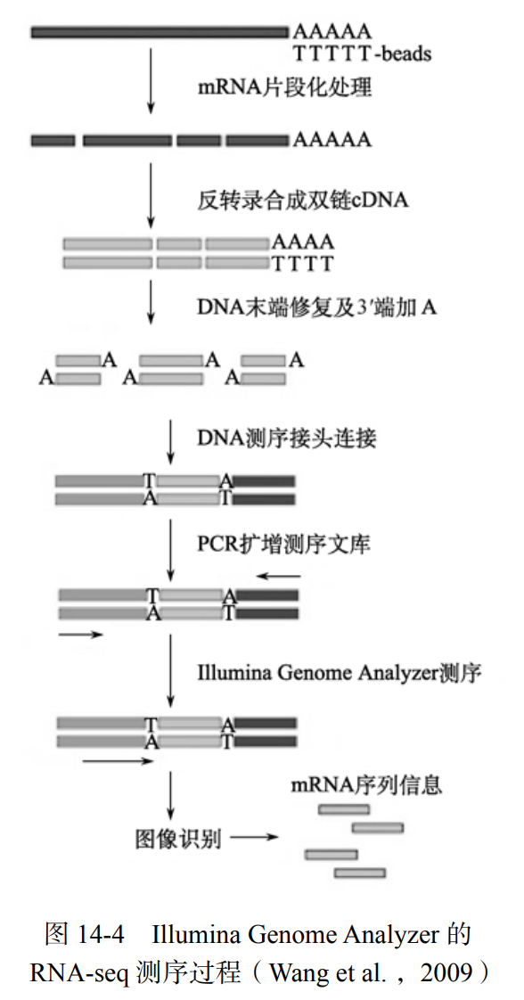 AAAAA
TTTTT-beads
mRNA片段化处理
AAAAA
反转录合成双链cDNA
AAAA
TTTT
DNA末端修复及3′端加 A
A A A
A A A
DNA测序接头连接
T A
A T
PCR扩增测序文库
T A
A T
Illumina Genome Analyzer测序
T A
A T
mRNA序列信息
图像识别
图 14-4 Illumina Genome Analyzer 的
RNA-seq 测序过程（Wang et al. ，2009）